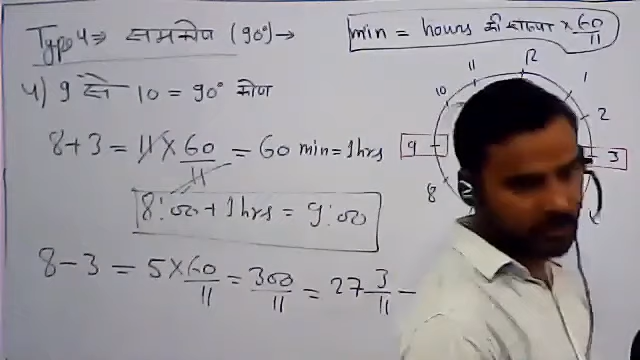 Type 4 ⇒ समकोण (90°) →
min = hours की संख्या × 60/11
4) 9 से 10 = 90° कोण
8+3 = 11 × 60/11 = 60 min = 1 hrs
8:00 + 1 hrs = 9:00
8 - 3 = 5 × 60/11 = 300/11 = 27 3/11 -
12
11
1
10
2
9
3
8